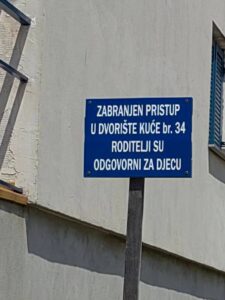 ZABRANJEN PRISTUP
U DVORIŠTE KUĆE br. 34
RODITELJI SU
ODGOVORNI ZA DJECU